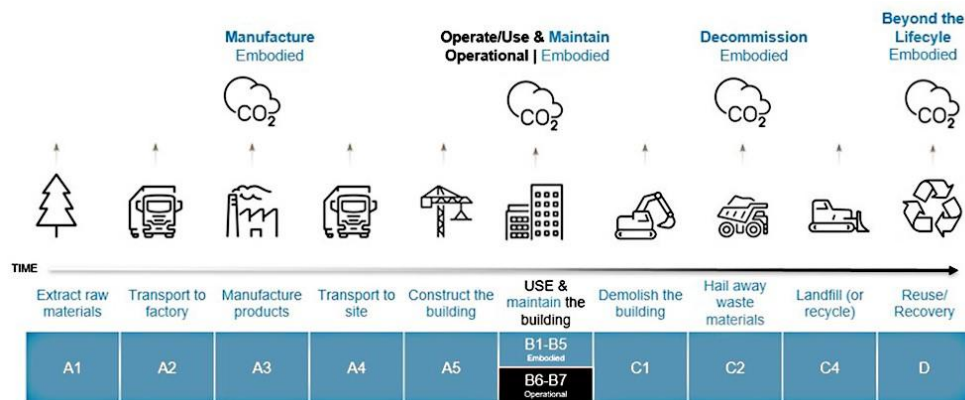 Manufacture
Embodied
Operate/Use & Maintain
Operational | Embodied
Decommission
Embodied
Beyond the
Lifecyle
Embodied
CO2
CO2
CO2
CO2
TIME
Extract raw
materials
Transport to
factory
Manufacture
products
Transport to
site
Construct the
building
USE &
maintain the
building
Demolish the
building
Hail away
waste
materials
Landfill (or
recycle)
Reuse/
Recovery
A1
A2
A3
A4
A5
B1-B5
Embodied
B6-B7
Operational
C1
C2
C4
D